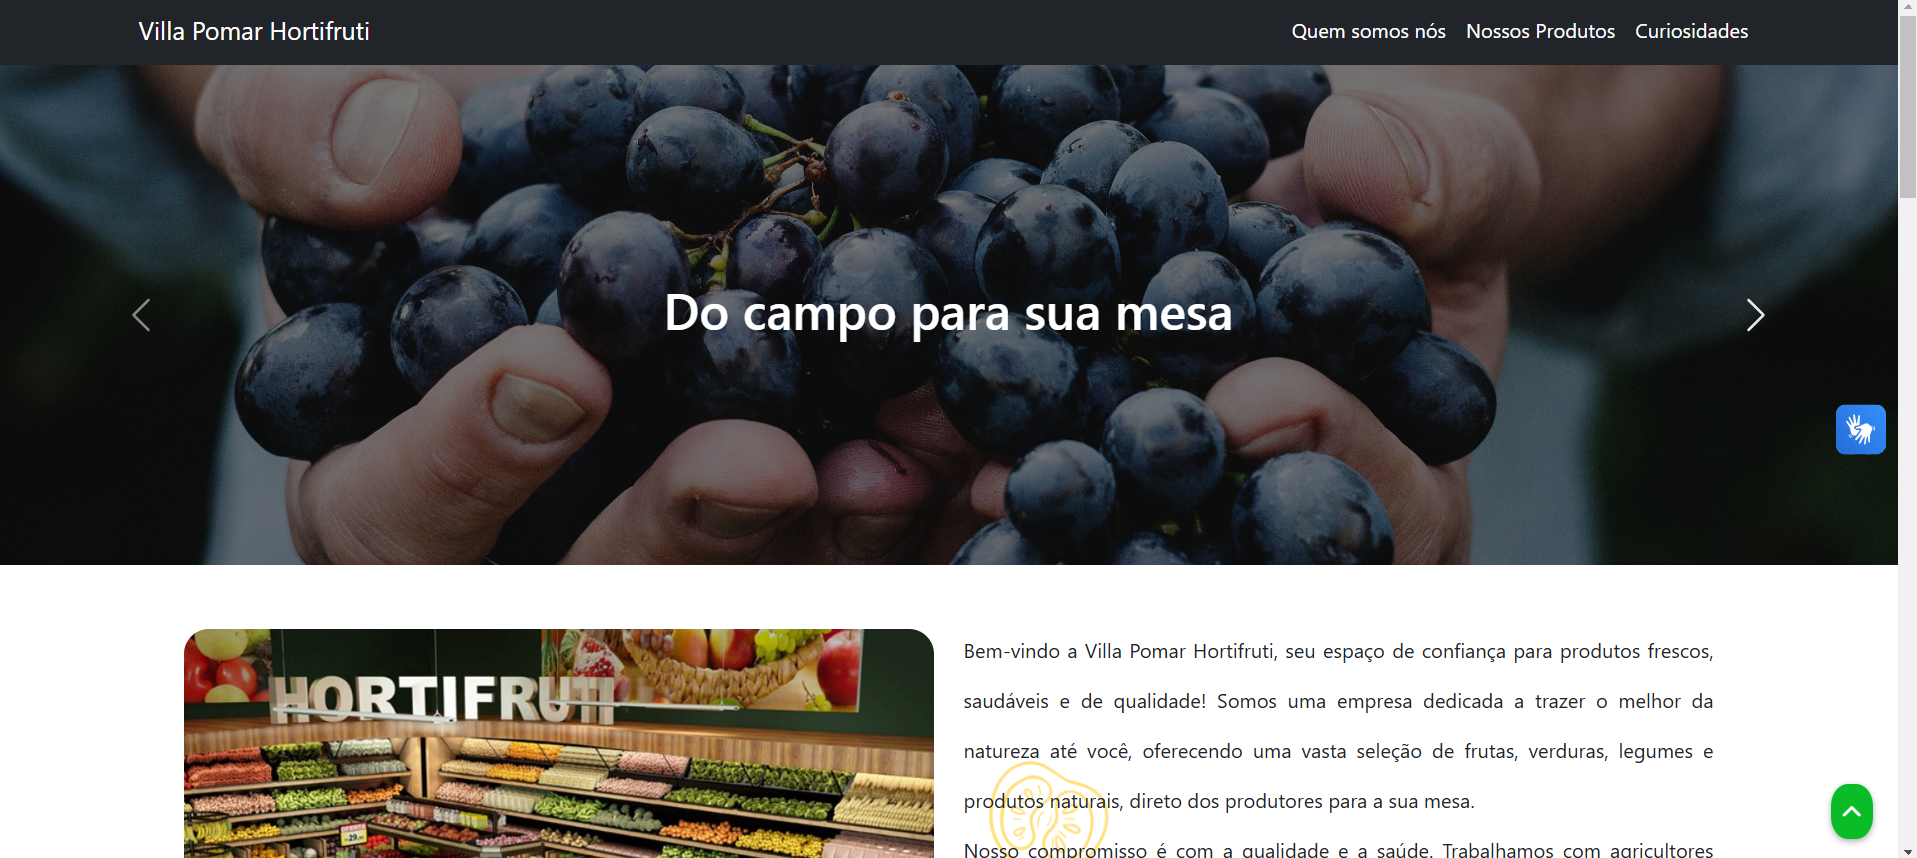 Villa Pomar Hortifruti
Quem somos nós Nossos Produtos Curiosidades
Do campo para sua mesa
HORTIFRUTI
OFERTA
Bem-vindo a Villa Pomar Hortifruti, seu espaço de confiança para produtos frescos,
saudáveis e de qualidade! Somos uma empresa dedicada a trazer o melhor da
natureza até você, oferecendo uma vasta seleção de frutas, verduras, legumes e
produtos naturais, direto dos produtores para a sua mesa.
Nosso compromisso é com a qualidade e a saúde. Trabalhamos com agricultores